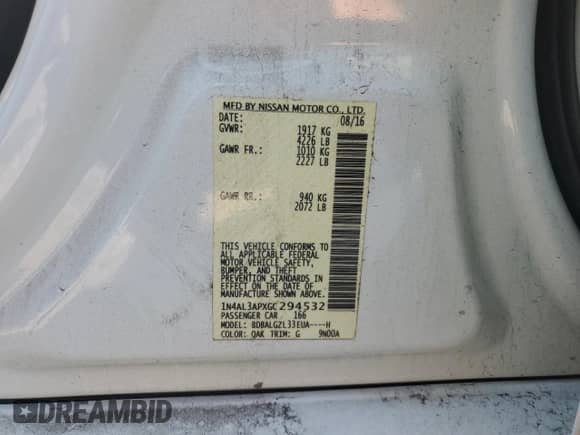 MFD BY NISSAN MOTOR CO., LTD.
DATE: 08/16
GVWR: 1917 KG
4226 LB
GAWR FR.: 1010 KG
2227 LB
GAWR RR.: 940 KG
2072 LB
THIS VEHICLE CONFORMS TO
ALL APPLICABLE FEDERAL
MOTOR VEHICLE SAFETY,
BUMPER, AND THEFT
PREVENTION STANDARDS IN
EFFECT ON THE DATE OF
MANUFACTURE SHOWN ABOVE.
1N4AL3APXGC294532
PASSENGER CAR 166
MODEL: BDBALGZL33EUA----H
COLOR: QAK TRIM: G 9N00A
DREAMBID